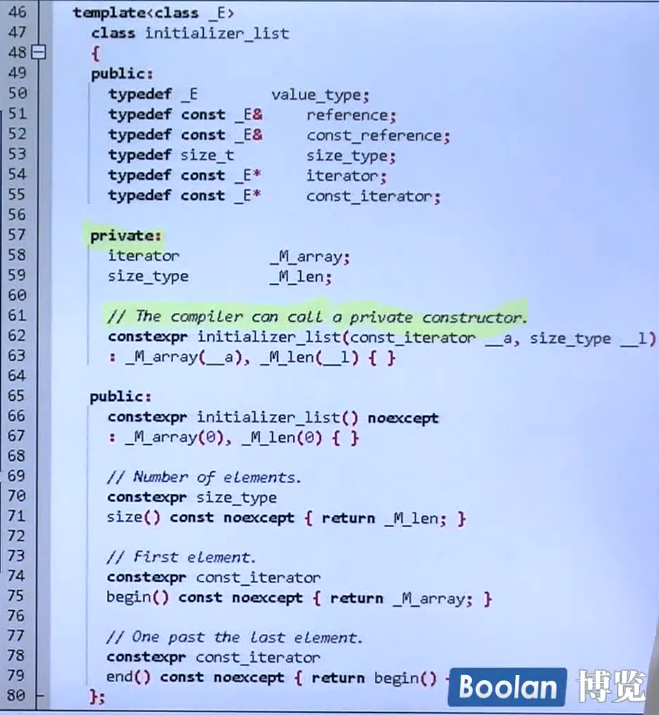 46 template<class _E>
47 class initializer_list
48 {
49 public:
50 typedef _E value_type;
51 typedef const _E& reference;
52 typedef const _E& const_reference;
53 typedef size_t size_type;
54 typedef const _E* iterator;
55 typedef const _E* const_iterator;
56
57 private:
58 iterator _M_array;
59 size_type _M_len;
60
61 // The compiler can call a private constructor.
62 constexpr initializer_list(const_iterator __a, size_type __l)
63 : _M_array(__a), _M_len(__l) { }
64
65 public:
66 constexpr initializer_list() noexcept
67 : _M_array(0), _M_len(0) { }
68
69 // Number of elements.
70 constexpr size_type
71 size() const noexcept { return _M_len; }
72
73 // First element.
74 constexpr const_iterator
75 begin() const noexcept { return _M_array; }
76
77 // One past the last element.
78 constexpr const_iterator
79 end() const noexcept { return begin()
80 };
Boolan 博览